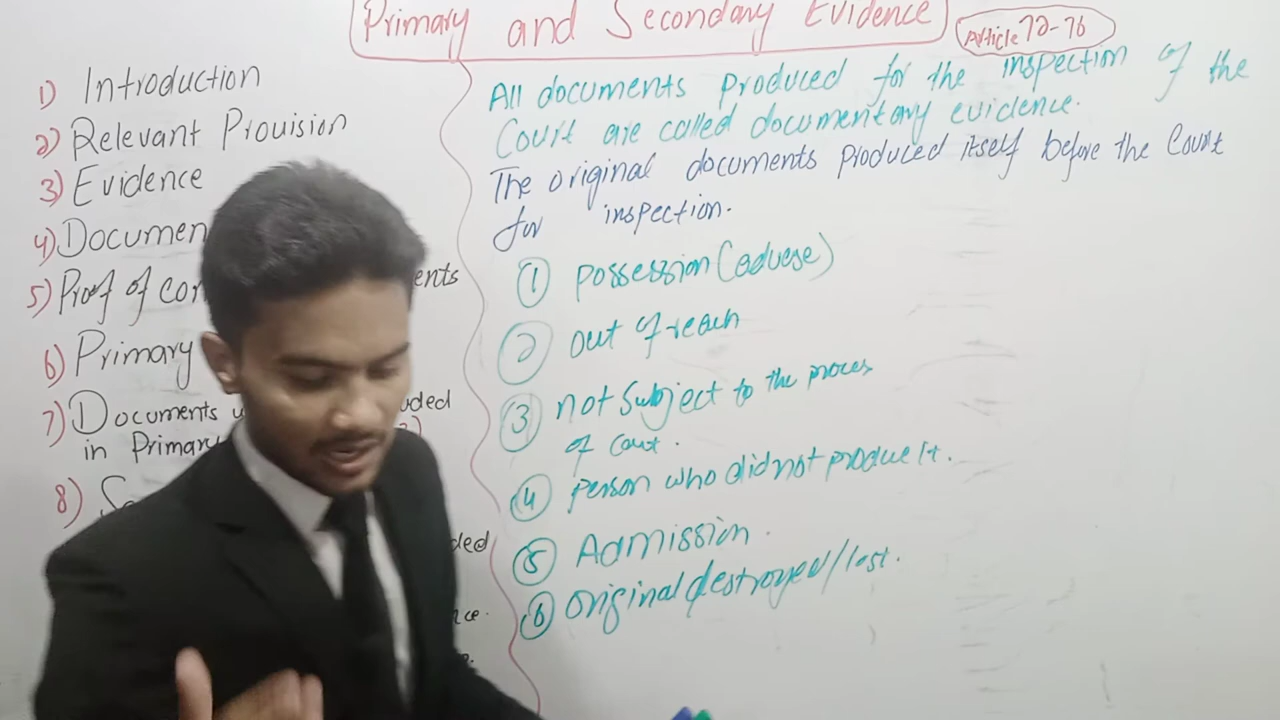 Primary and Secondary Evidence
Article 72-76
1) Introduction
2) Relevant Provision
3) Evidence
4) Documen
5) Proof of con ents
6) Primary
7) Documents uded
in Primary
8) Se
ded
nce.
All documents produced for the inspection of the
Court are called documentary evidence.
The original documents produced itself before the Court
for inspection.
1 Possession (advese)
2 out of reach
3 not subject to the proces
of Court.
4 Person who did not produce it.
5 Admission.
6 original destroyed/lost.